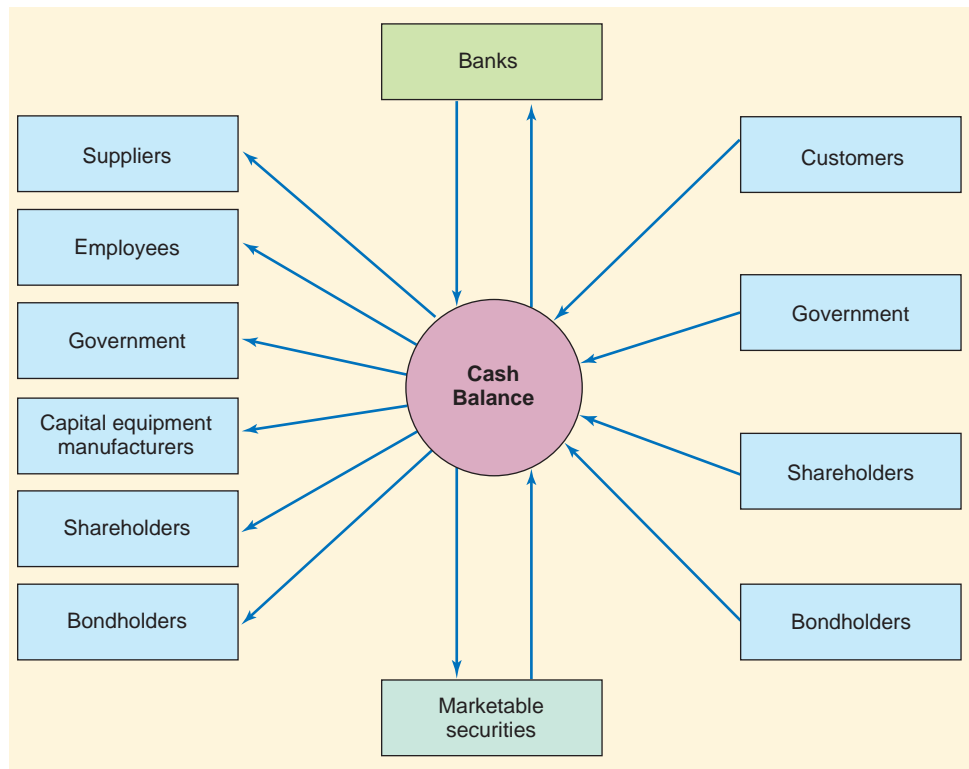 Banks
Suppliers
Employees
Government
Capital equipment
manufacturers
Shareholders
Bondholders
Cash
Balance
Customers
Government
Shareholders
Bondholders
Marketable
securities